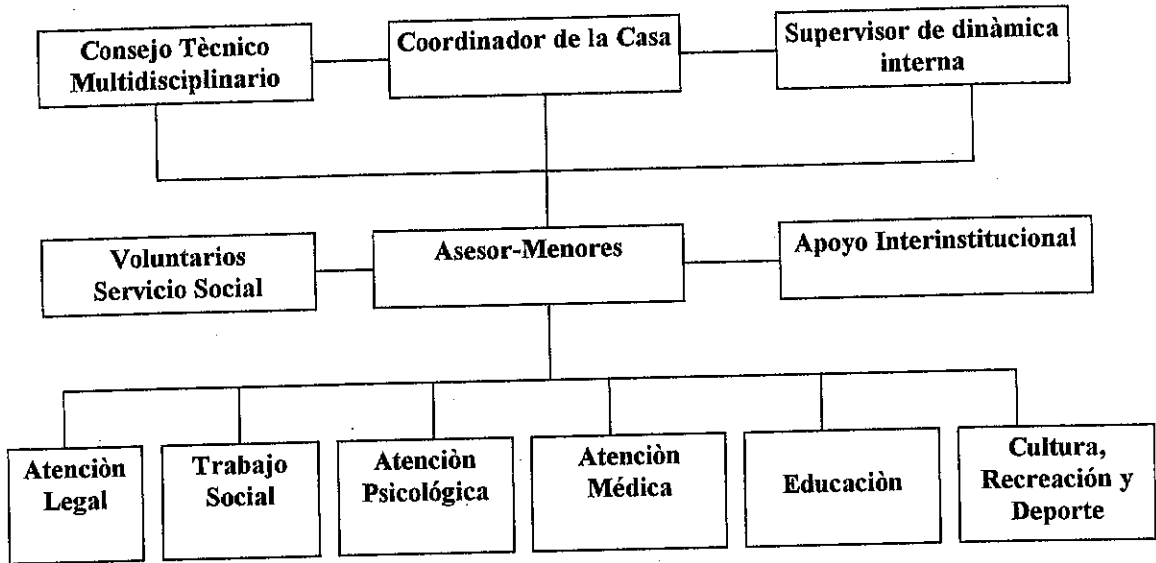 Consejo Tècnico
Multidisciplinario
Coordinador de la Casa
Supervisor de dinàmica
interna
Voluntarios
Servicio Social
Asesor-Menores
Apoyo Interinstitucional
Atenciòn
Legal
Trabajo
Social
Atenciòn
Psicológica
Atenciòn
Médica
Educaciòn
Cultura,
Recreación y
Deporte